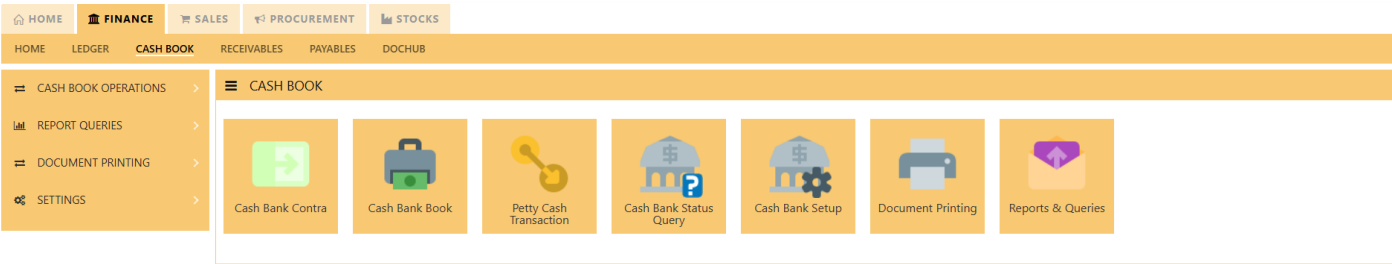 HOME FINANCE SALES PROCUREMENT STOCKS
HOME LEDGER CASH BOOK RECEIVABLES PAYABLES DOCHUB
CASH BOOK OPERATIONS
REPORT QUERIES
DOCUMENT PRINTING
SETTINGS
CASH BOOK
Cash Bank Contra
Cash Bank Book
Petty Cash
Transaction
Cash Bank Status
Query
Cash Bank Setup
Document Printing
Reports & Queries